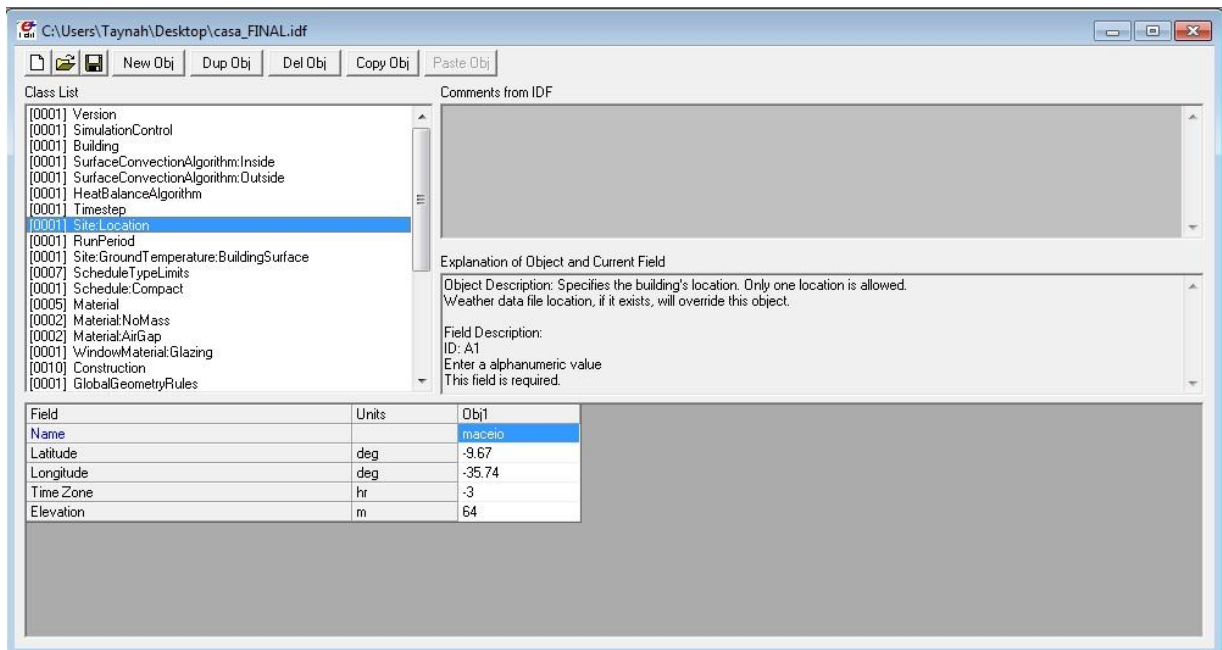 C:\Users\Taynah\Desktop\casa_FINAL.idf
New Obj Dup Obj Del Obj Copy Obj Paste Obj
Class List
[0001] Version
[0001] SimulationControl
[0001] Building
[0001] SurfaceConvectionAlgorithm:Inside
[0001] SurfaceConvectionAlgorithm:Outside
[0001] HeatBalanceAlgorithm
[0001] Timestep
[0001] Site:Location
[0001] RunPeriod
[0001] Site:GroundTemperature:BuildingSurface
[0007] ScheduleTypeLimits
[0001] Schedule:Compact
[0005] Material
[0002] Material:NoMass
[0002] Material:AirGap
[0001] WindowMaterial:Glazing
[0010] Construction
[0001] GlobalGeometryRules
Comments from IDF
Explanation of Object and Current Field
Object Description: Specifies the building's location. Only one location is allowed.
Weather data file location, if it exists, will override this object.
Field Description:
ID: A1
Enter a alphanumeric value
This field is required.
Field Units Obj1
Name maceio
Latitude deg -9.67
Longitude deg -35.74
Time Zone hr -3
Elevation m 64